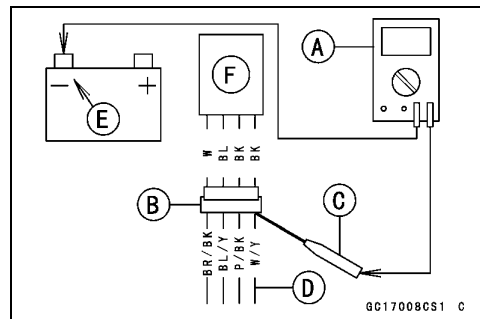 A
F
− +
E
W BL BK BK
B
C
BR/BK BL/Y P/BK W/Y
D
GC17008CS1 C